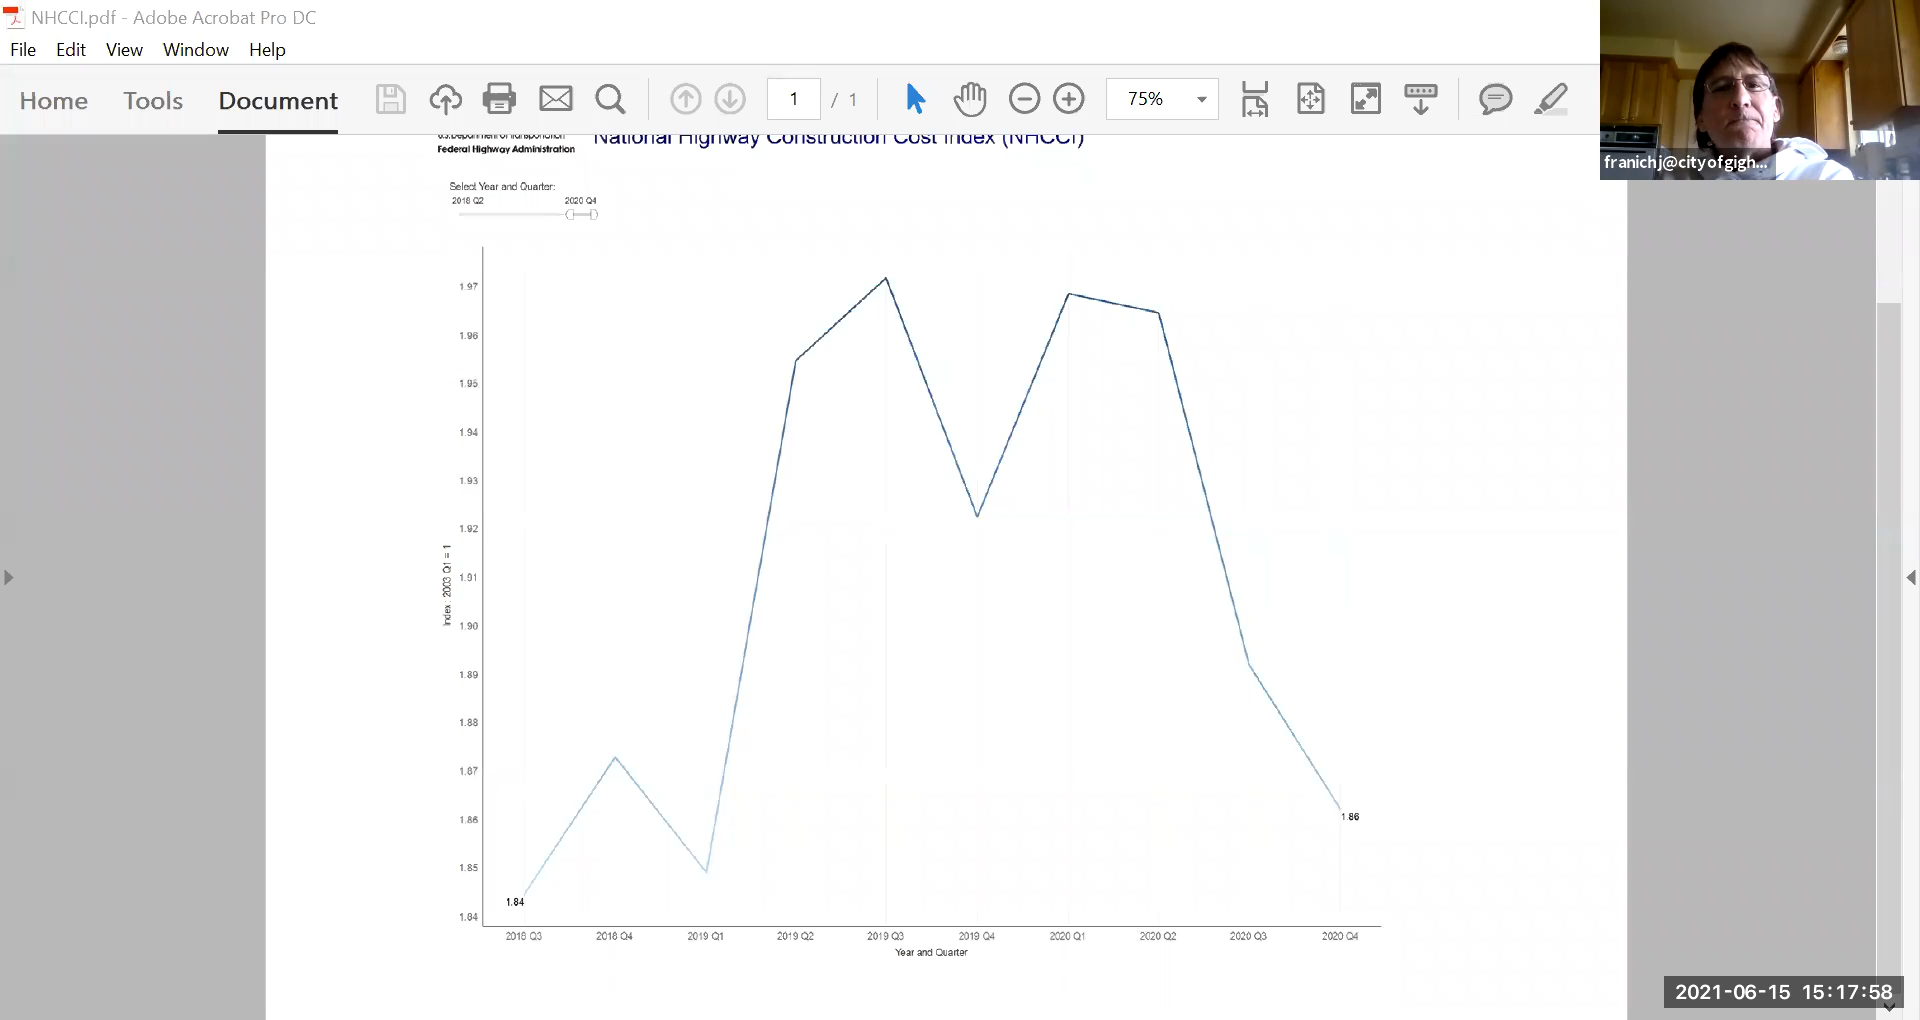 NHCCI.pdf - Adobe Acrobat Pro DC
File Edit View Window Help
Home Tools Document 1 / 1 75%
franichj@cityofgigh...
U.S.Department of Transportation
National Highway Construction Cost Index (NHCCI)
Federal Highway Administration
Select Year and Quarter:
2018 Q2 2020 Q4
1.97
1.96
1.95
1.94
1.93
1.92
1.91
1.90
1.89
1.88
1.87
1.86
1.85
1.84
Index: 2003 Q1 = 1
1.84
1.86
2018 Q3 2018 Q4 2019 Q1 2019 Q2 2019 Q3 2019 Q4 2020 Q1 2020 Q2 2020 Q3 2020 Q4
Year and Quarter
2021-06-15 15:17:58